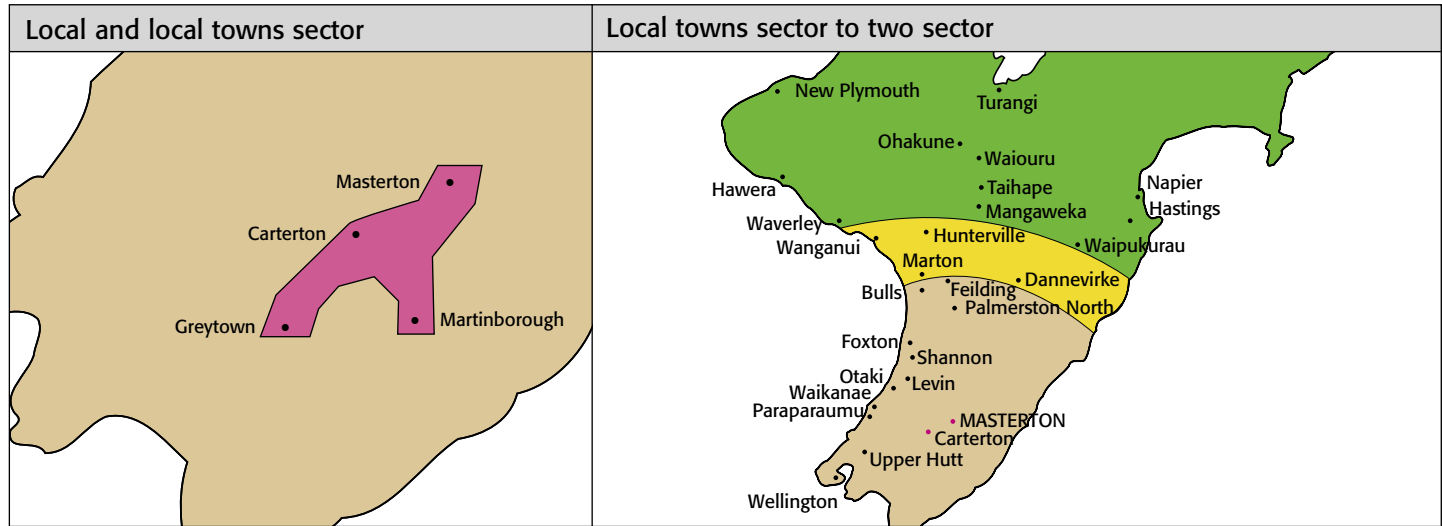 Local and local towns sector
Masterton
Carterton
Greytown
Martinborough
Local towns sector to two sector
New Plymouth
Turangi
Ohakune
Waiouru
Hawera
Taihape
Napier
Mangaweka
Hastings
Waverley
Hunterville
Wanganui
Waipukurau
Marton
Dannevirke
Bulls
Feilding
Palmerston North
Foxton
Shannon
Otaki
Levin
Waikanae
Paraparaumu
MASTERTON
Carterton
Upper Hutt
Wellington